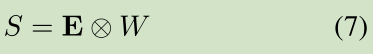 S = E ⊗ W (7)